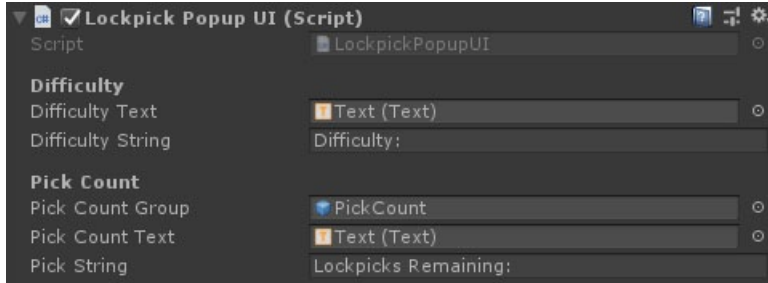 Lockpick Popup UI (Script)
Script LockpickPopupUI
Difficulty
Difficulty Text Text (Text)
Difficulty String Difficulty:
Pick Count
Pick Count Group PickCount
Pick Count Text Text (Text)
Pick String Lockpicks Remaining: